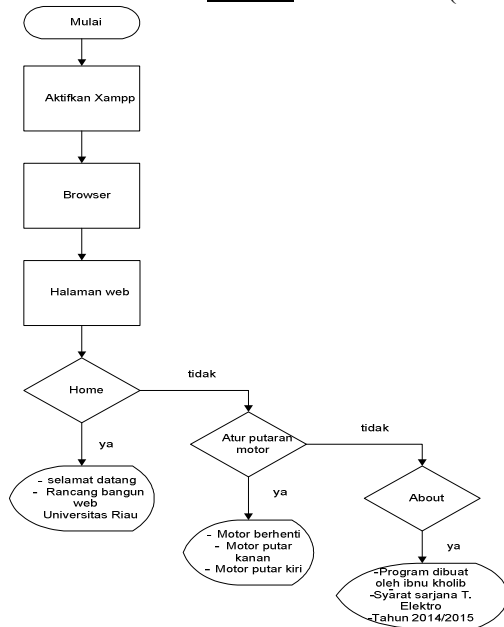 Mulai
Aktifkan Xampp
Browser
Halaman web
Home
tidak
ya
- selamat datang
- Rancang bangun
web
Universitas Riau
Atur putaran
motor
tidak
ya
- Motor berhenti
- Motor putar
kanan
- Motor putar kiri
About
ya
-Program dibuat
oleh ibnu kholib
-Syarat sarjana T.
Elektro
-Tahun 2014/2015